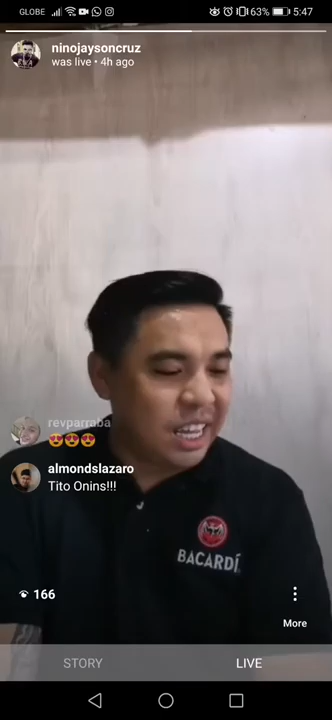 GLOBE 63% 5:47
ninojaysoncruz
was live • 4h ago
revparraba
😍😍😍
almondslazaro
Tito Onins!!!
BACARDÍ
166
More
STORY LIVE